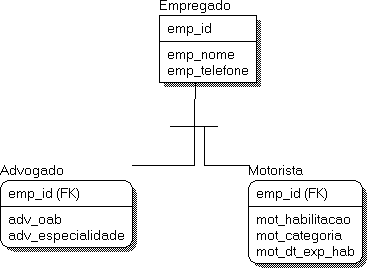 Empregado
emp_id
emp_nome
emp_telefone
Advogado
emp_id (FK)
adv_oab
adv_especialidade
Motorista
emp_id (FK)
mot_habilitacao
mot_categoria
mot_dt_exp_hab